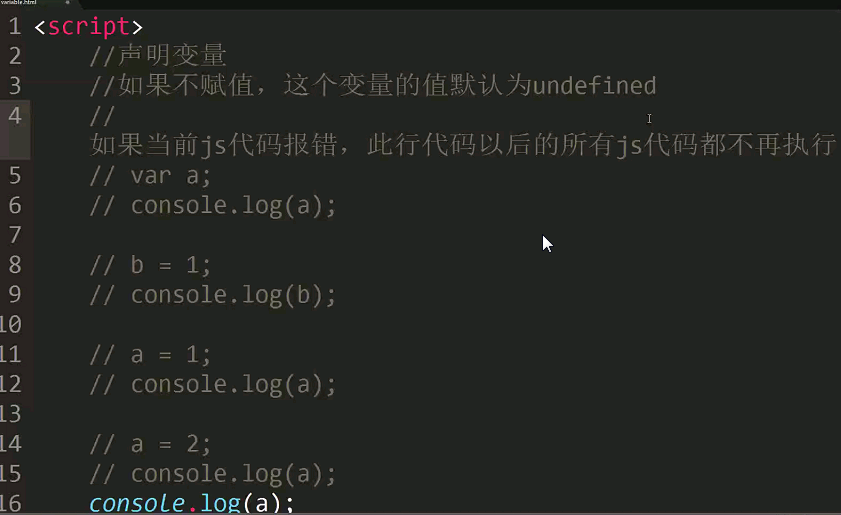 variable.html
1 <script>
2 //声明变量
3 //如果不赋值，这个变量的值默认为undefined
4 //
如果当前js代码报错，此行代码以后的所有js代码都不再执行
5 // var a;
6 // console.log(a);
7
8 // b = 1;
9 // console.log(b);
10
11 // a = 1;
12 // console.log(a);
13
14 // a = 2;
15 // console.log(a);
16 console.log(a);